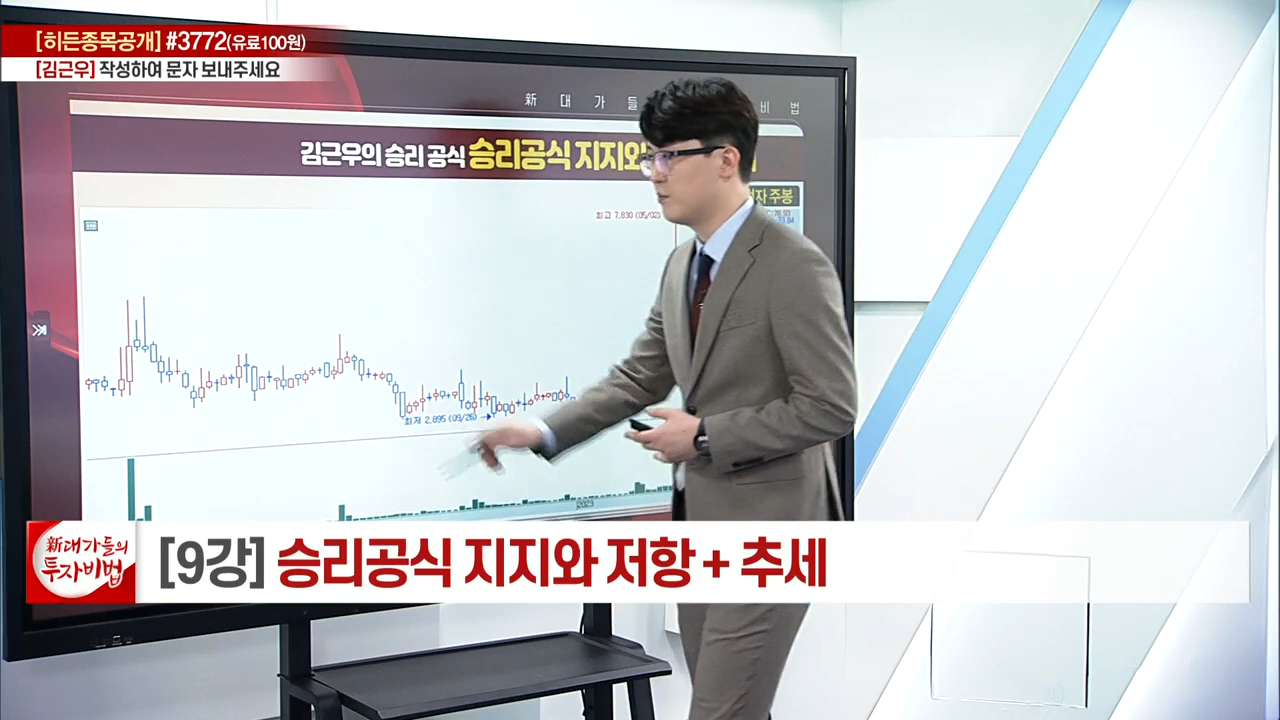 [히든종목공개] #3772(유료100원)
[김근우] 작성하여 문자 보내주세요
新 대 가 들 비 법
김근우의 승리 공식 승리공식 지지와
주봉
최고 7,830 (05/02)
최저 2,895 (09/26)
2023
新대가들의
투자비법
[9강] 승리공식 지지와 저항 + 추세